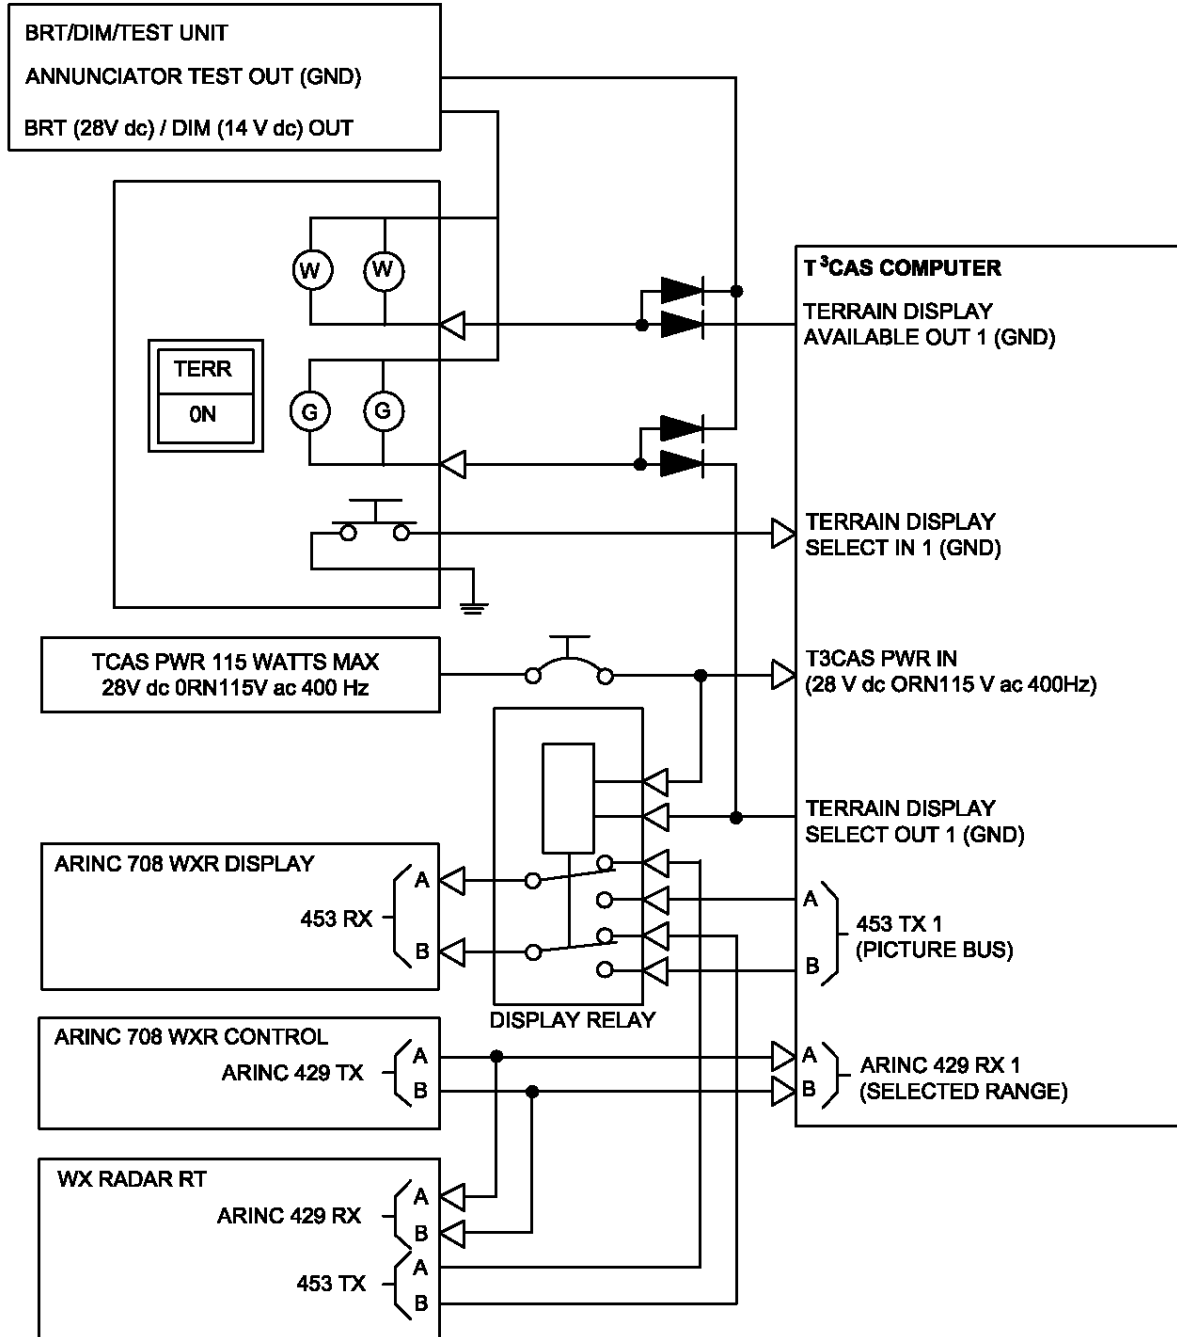 BRT/DIM/TEST UNIT
ANNUNCIATOR TEST OUT (GND)
BRT (28V dc) / DIM (14 V dc) OUT
W
W
T³CAS COMPUTER
TERRAIN DISPLAY
AVAILABLE OUT 1 (GND)
TERR
0N
G
G
TERRAIN DISPLAY
SELECT IN 1 (GND)
TCAS PWR 115 WATTS MAX
28V dc 0RN115V ac 400 Hz
T3CAS PWR IN
(28 V dc ORN115 V ac 400Hz)
TERRAIN DISPLAY
SELECT OUT 1 (GND)
ARINC 708 WXR DISPLAY
A
453 RX
B
A
453 TX 1
(PICTURE BUS)
B
DISPLAY RELAY
ARINC 708 WXR CONTROL
A
ARINC 429 TX
B
A
ARINC 429 RX 1
B
(SELECTED RANGE)
WX RADAR RT
A
ARINC 429 RX
B
A
453 TX
B